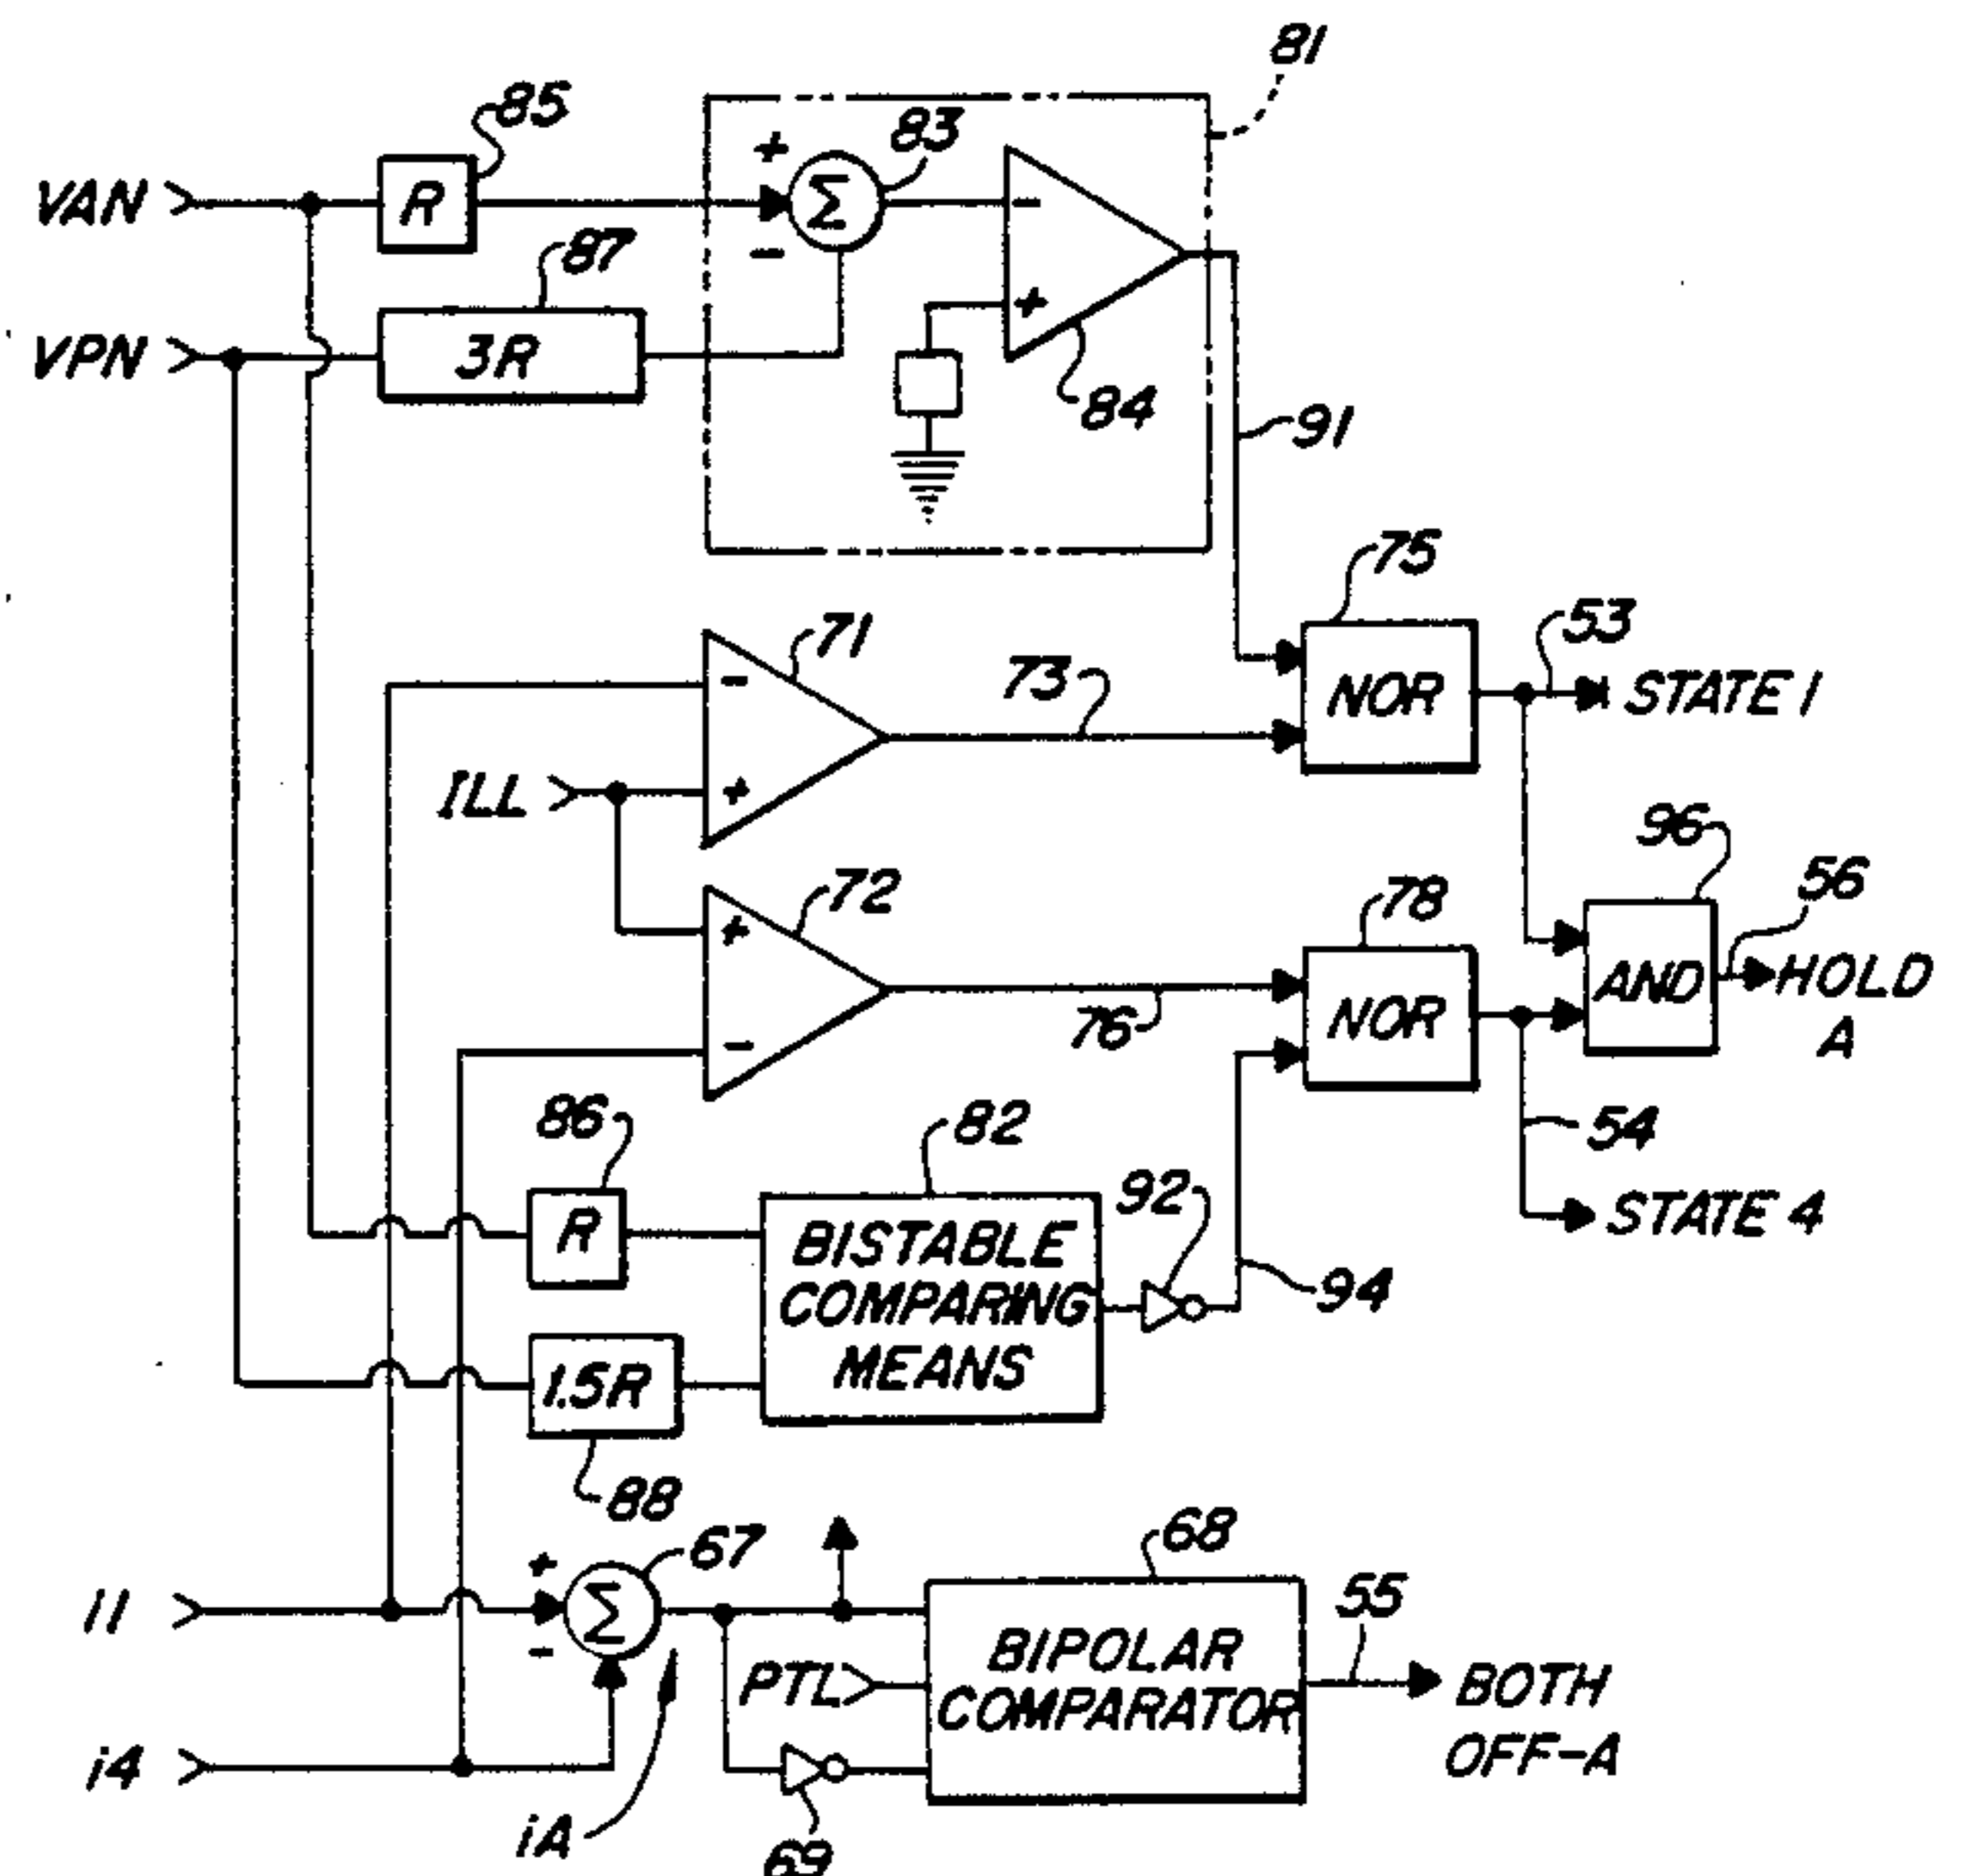 81
85
83
+
VAN
R
Σ
-
-
87
VPN
3R
+
84
91
75
71
53
73
-
NOR
STATE 1
ILL
+
96
72
56
78
+
AND
HOLD
A
NOR
76
-
86
82
54
92
R
BISTABLE
COMPARING
MEANS
STATE 4
94
1.5R
88
67
68
+
i1
Σ
55
-
BIPOLAR
COMPARATOR
PTL
BOTH
OFF-A
i4
iA
69